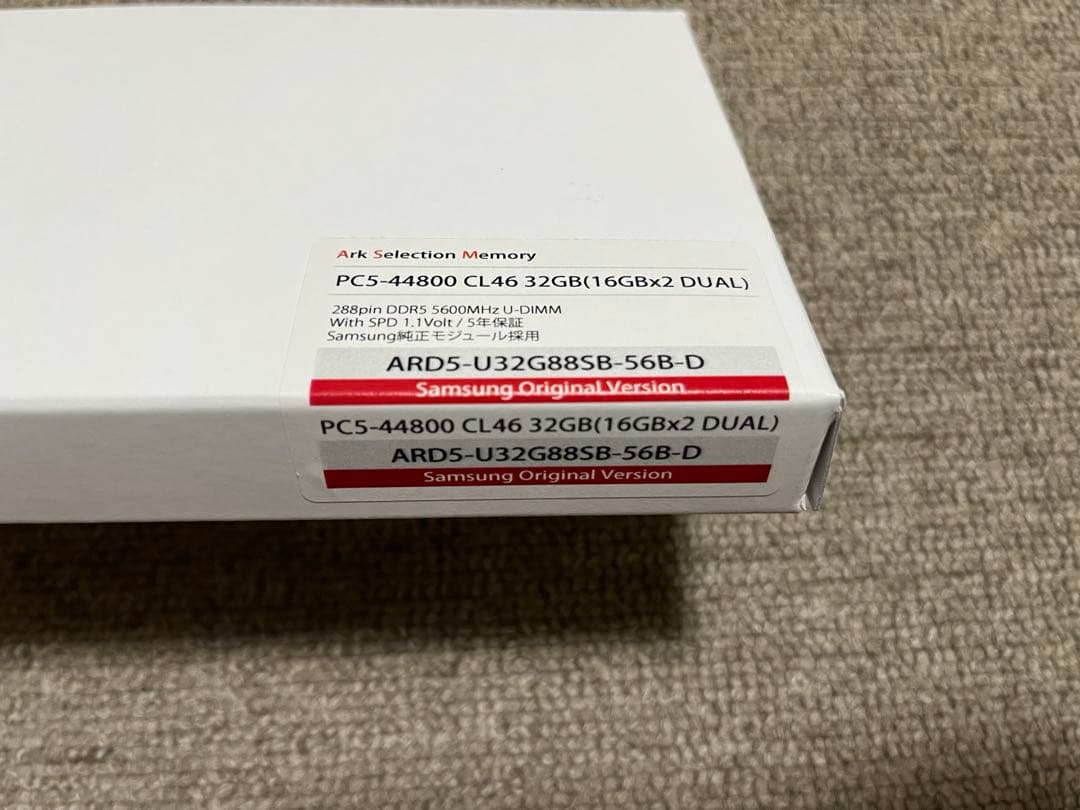 Ark Selection Memory
PC5-44800 CL46 32GB(16GBx2 DUAL)
288pin DDR5 5600MHz U-DIMM
With SPD 1.1Volt / 5年保証
Samsung純正モジュール採用
ARD5-U32G88SB-56B-D
Samsung Original Version
PC5-44800 CL46 32GB(16GBx2 DUAL)
ARD5-U32G88SB-56B-D
Samsung Original Version